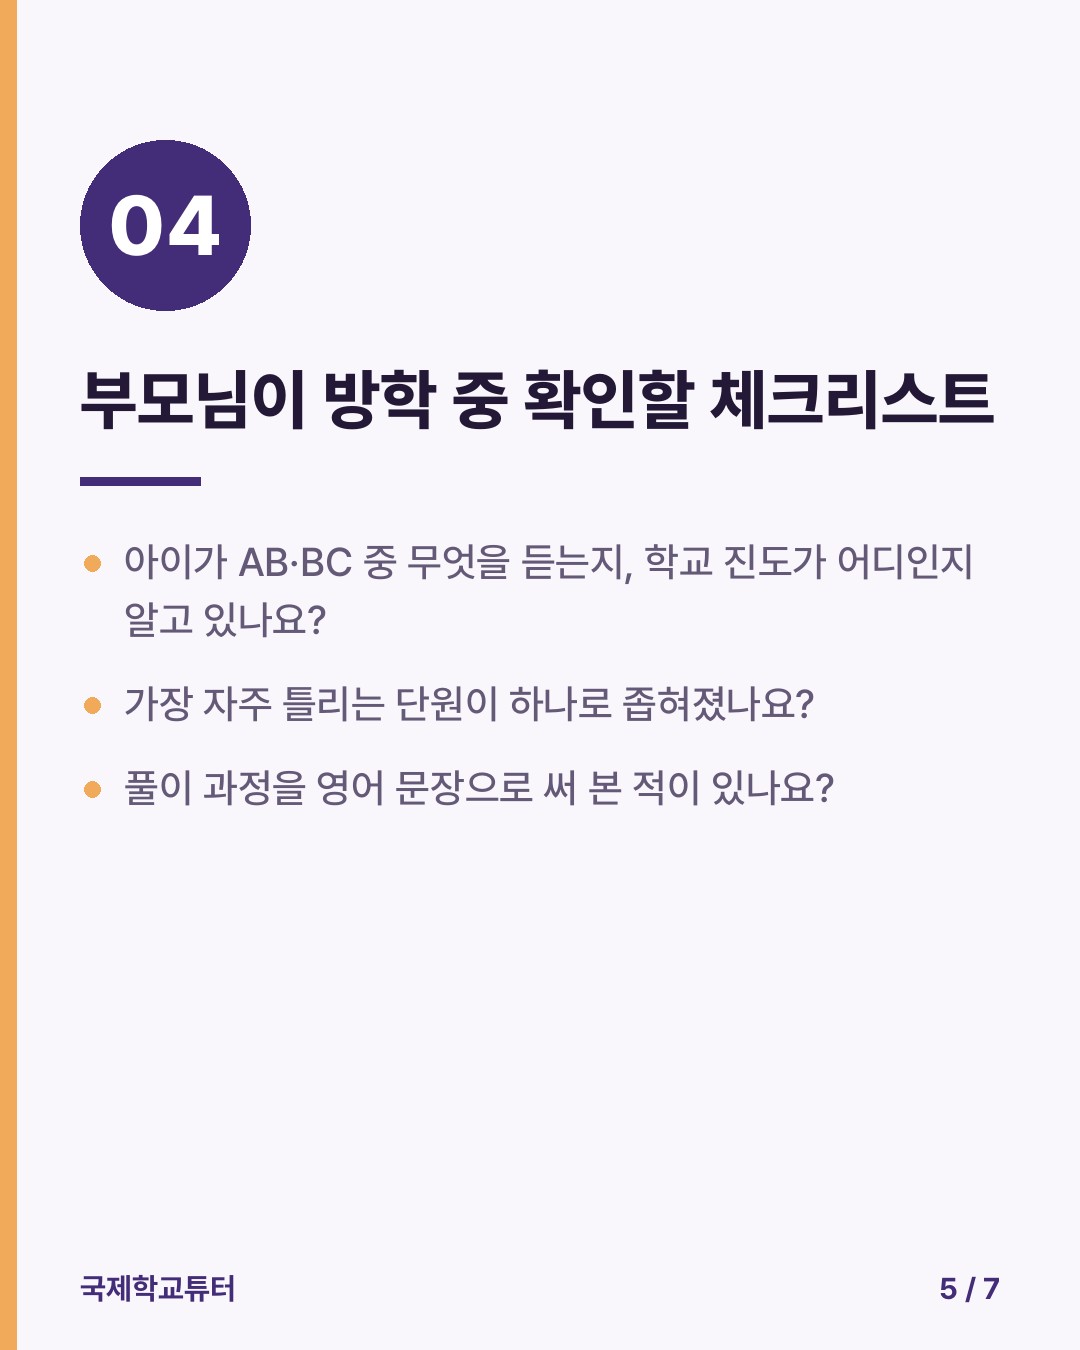 04
부모님이 방학 중 확인할 체크리스트
아이가 AB·BC 중 무엇을 듣는지, 학교 진도가 어디인지
알고 있나요?
가장 자주 틀리는 단원이 하나로 좁혀졌나요?
풀이 과정을 영어 문장으로 써 본 적이 있나요?
국제학교튜터
5 / 7